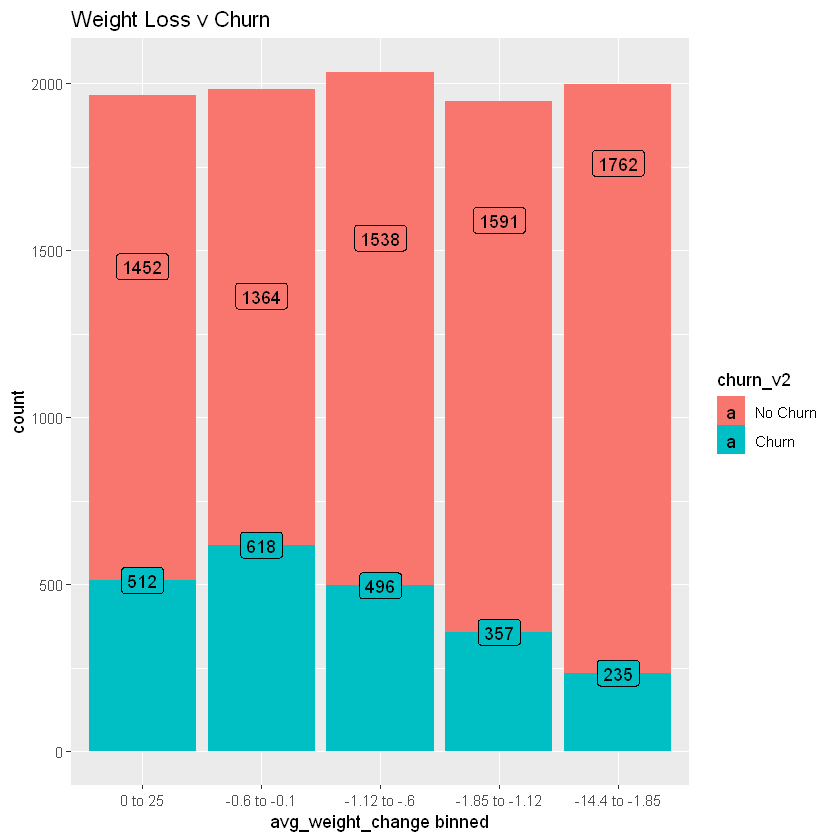 Weight Loss v Churn
count
2000
1500
1000
500
0
1452
1364
1538
1591
1762
512
618
496
357
235
0 to 25
-0.6 to -0.1
-1.12 to -.6
-1.85 to -1.12
-14.4 to -1.85
avg_weight_change binned
churn_v2
a No Churn
a Churn